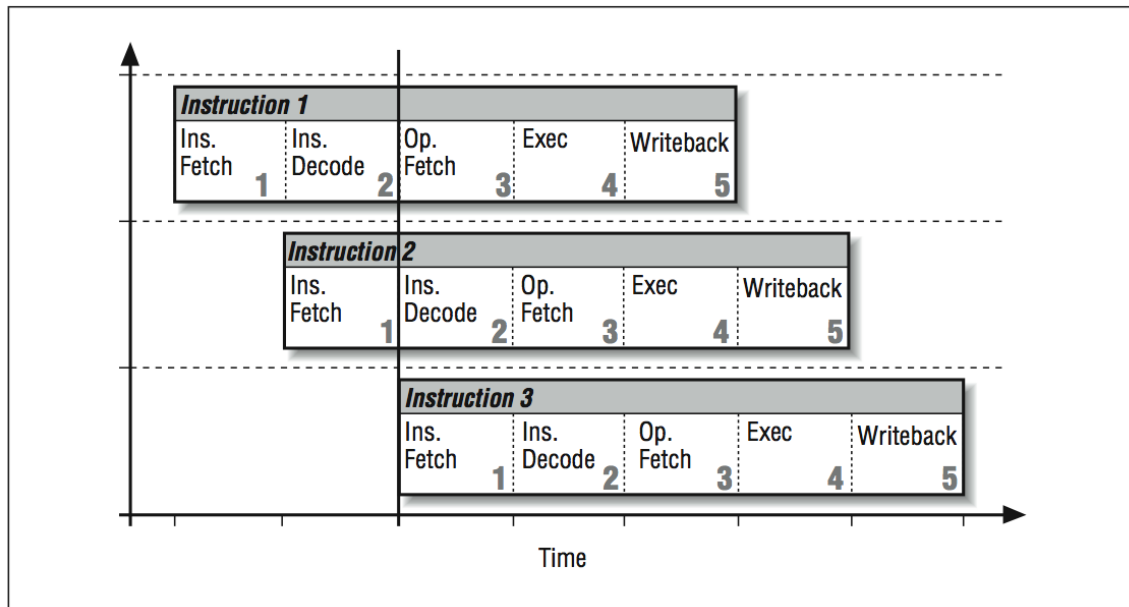 Instruction 1
Ins.
Fetch 1
Ins.
Decode 2
Op.
Fetch 3
Exec
4
Writeback
5
Instruction 2
Ins.
Fetch 1
Ins.
Decode 2
Op.
Fetch 3
Exec
4
Writeback
5
Instruction 3
Ins.
Fetch 1
Ins.
Decode 2
Op.
Fetch 3
Exec
4
Writeback
5
Time